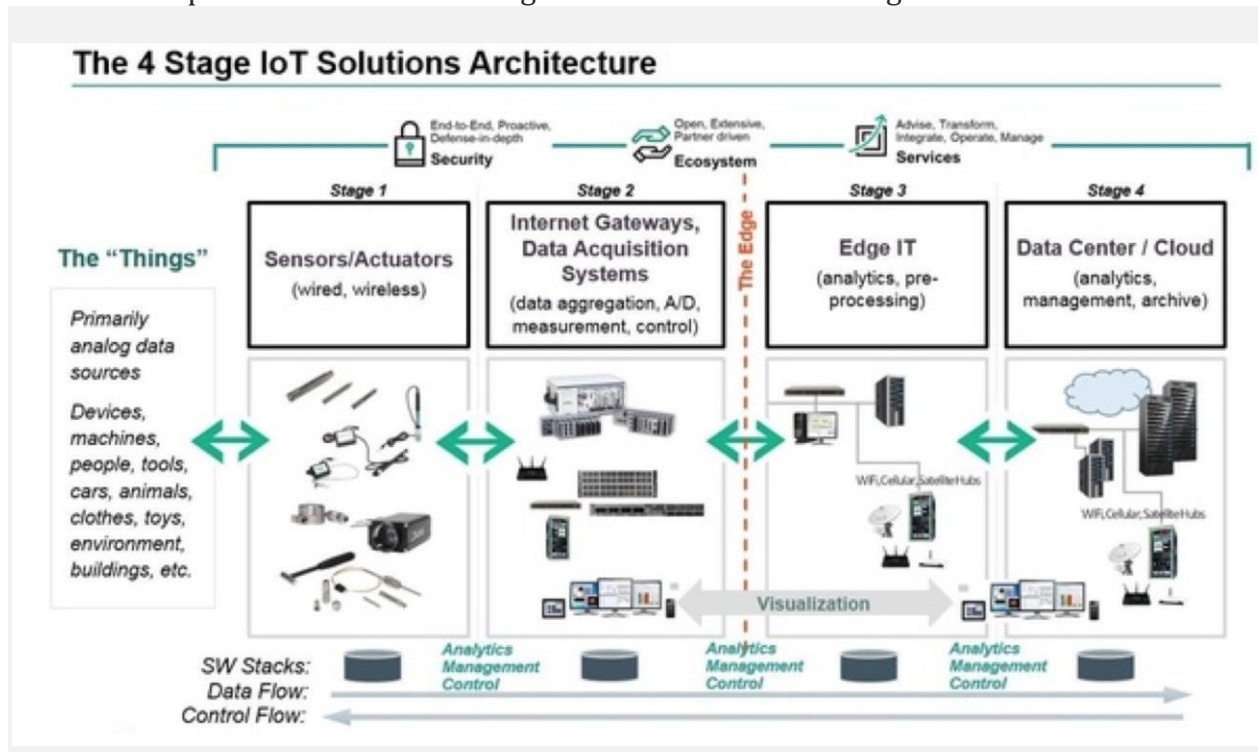 The 4 Stage IoT Solutions Architecture
End-to-End, Proactive,
Defense-in-depth
Security
Open, Extensive,
Partner driven
Ecosystem
Advise, Transform,
Integrate, Operate, Manage
Services
The "Things"
Primarily
analog data
sources
Devices,
machines,
people, tools,
cars, animals,
clothes, toys,
environment,
buildings, etc.
Stage 1
Sensors/Actuators
(wired, wireless)
Stage 2
Internet Gateways,
Data Acquisition
Systems
(data aggregation, A/D,
measurement, control)
The Edge
Stage 3
Edge IT
(analytics, pre-
processing)
WiFi,Cellular,SatelliteHubs
Stage 4
Data Center / Cloud
(analytics,
management, archive)
WiFi,Cellular,SatelliteHubs
Visualization
SW Stacks:
Analytics
Management
Control
Analytics
Management
Control
Analytics
Management
Control
Data Flow:
Control Flow: